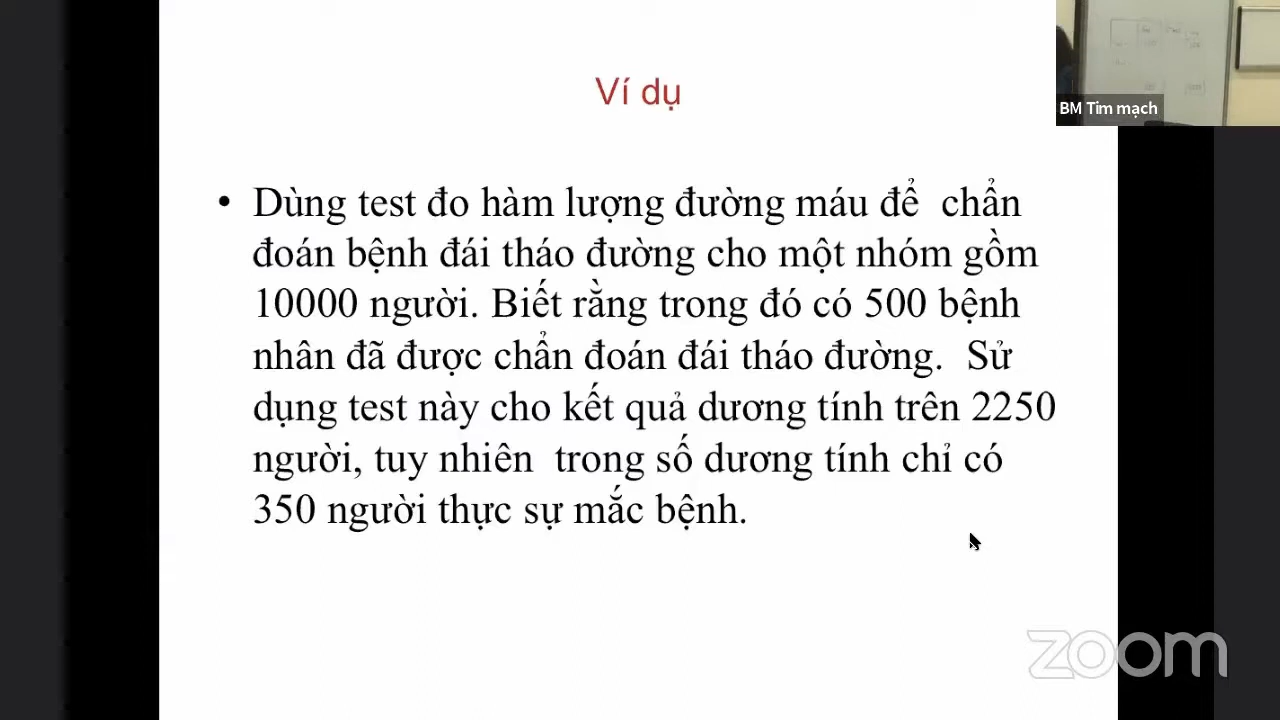 Ví dụ
BM Tim mạch
• Dùng test đo hàm lượng đường máu để chẩn
đoán bệnh đái tháo đường cho một nhóm gồm
10000 người. Biết rằng trong đó có 500 bệnh
nhân đã được chẩn đoán đái tháo đường. Sử
dụng test này cho kết quả dương tính trên 2250
người, tuy nhiên trong số dương tính chỉ có
350 người thực sự mắc bệnh.
zoom